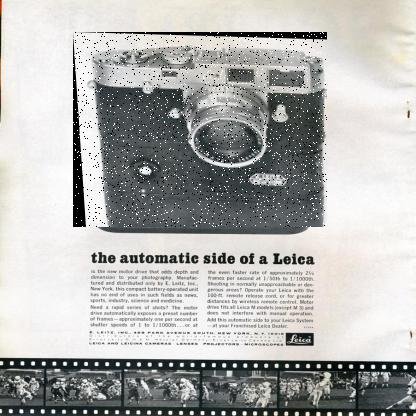 the automatic side of a Leica
is the new motor drive that adds depth and
dimension to your photography. Manufac-
tured and distributed only by E. Leitz, Inc.,
New York, this compact battery-operated unit
has no end of uses in such fields as news,
sports, industry, science and medicine.
Need a rapid series of shots? The motor
drive automatically exposes a preset number
of frames—approximately one per second at
shutter speeds of 1 to 1/1000th....or at
the even faster rate of approximately 2¼
frames per second at 1/50th to 1/1000th.
Shooting in normally unapproachable or dan-
gerous areas? Operate your Leica with the
100-ft. remote release cord, or for greater
distances by wireless remote control. Motor
drive fits all Leica M models (except M 3) and
does not interfere with manual operation.
Add this automatic side to your Leica System
—at your Franchised Leica Dealer.
E. LEITZ, INC., 468 PARK AVENUE SOUTH, NEW YORK, N.Y. 10016
LEICA AND LEICINA CAMERAS LENSES PROJECTORS MICROSCOPES
Leica